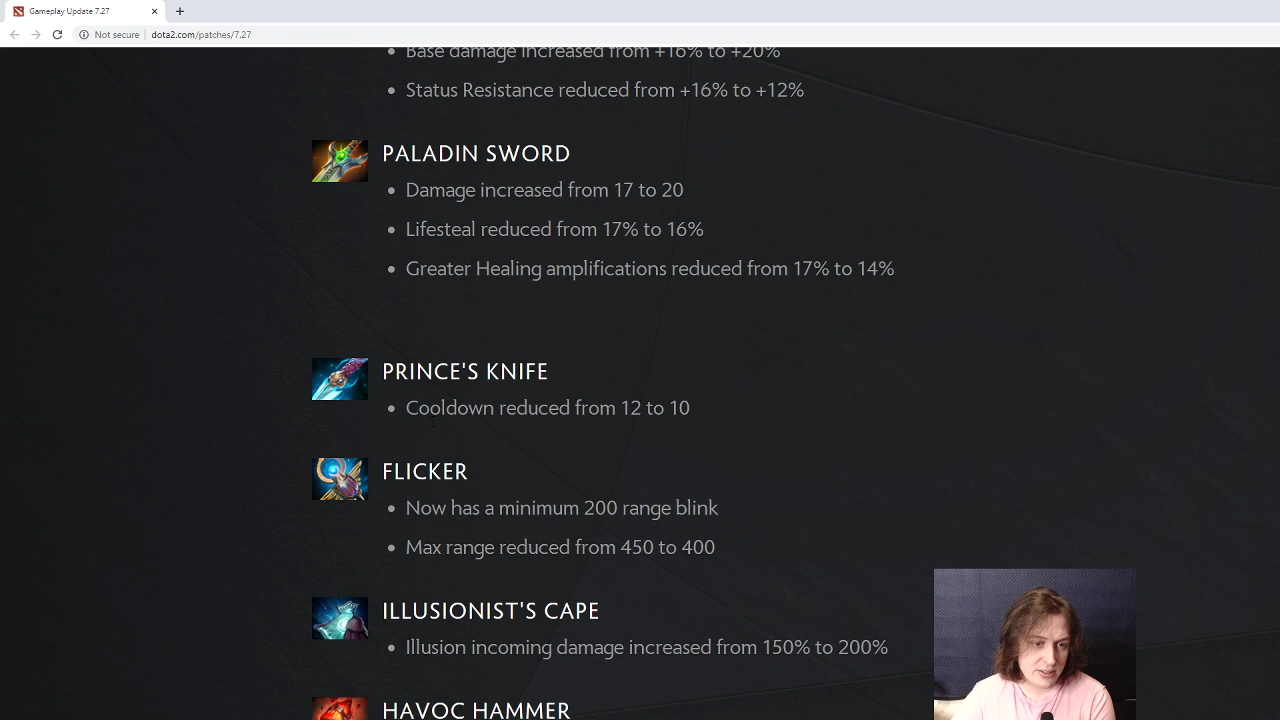 Gameplay Update 7.27
Not secure
dota2.com/patches/7.27
Base damage increased from +16% to +20%
Status Resistance reduced from +16% to +12%
PALADIN SWORD
Damage increased from 17 to 20
Lifesteal reduced from 17% to 16%
Greater Healing amplifications reduced from 17% to 14%
PRINCE'S KNIFE
Cooldown reduced from 12 to 10
FLICKER
Now has a minimum 200 range blink
Max range reduced from 450 to 400
ILLUSIONIST'S CAPE
Illusion incoming damage increased from 150% to 200%
HAVOC HAMMER